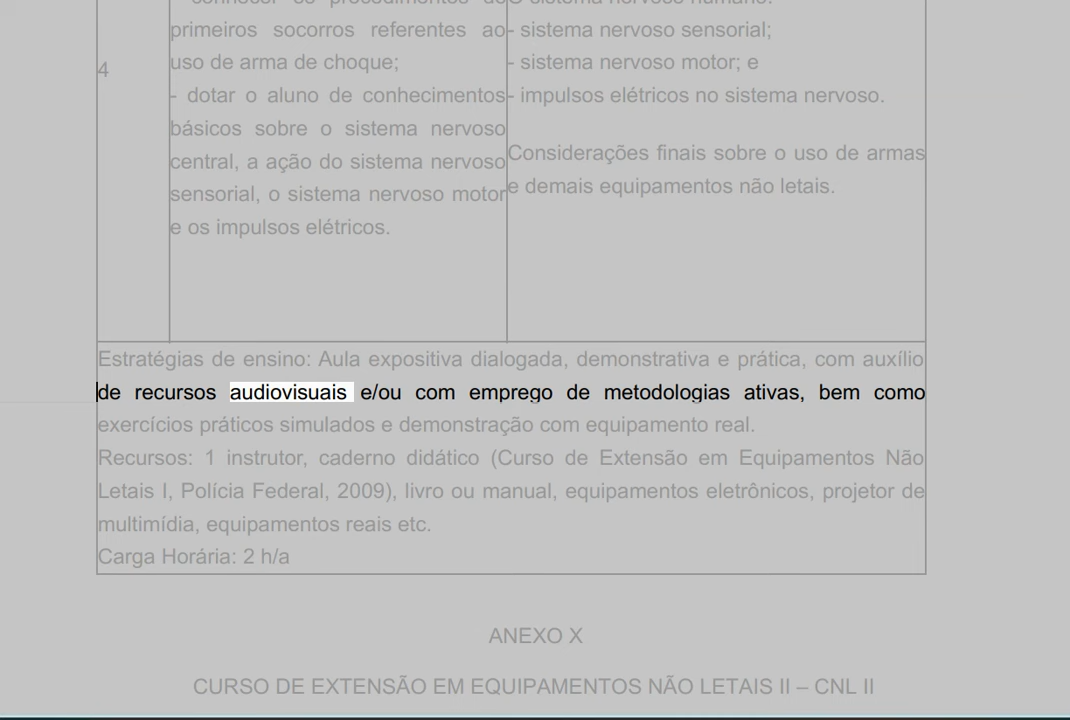 primeiros socorros referentes ao
uso de arma de choque;
- dotar o aluno de conhecimentos
básicos sobre o sistema nervoso
central, a ação do sistema nervoso
sensorial, o sistema nervoso motor
e os impulsos elétricos.
4
- sistema nervoso sensorial;
- sistema nervoso motor; e
- impulsos elétricos no sistema nervoso.
Considerações finais sobre o uso de armas
e demais equipamentos não letais.
Estratégias de ensino: Aula expositiva dialogada, demonstrativa e prática, com auxílio
de recursos audiovisuais e/ou com emprego de metodologias ativas, bem como
exercícios práticos simulados e demonstração com equipamento real.
Recursos: 1 instrutor, caderno didático (Curso de Extensão em Equipamentos Não
Letais I, Polícia Federal, 2009), livro ou manual, equipamentos eletrônicos, projetor de
multimídia, equipamentos reais etc.
Carga Horária: 2 h/a
ANEXO X
CURSO DE EXTENSÃO EM EQUIPAMENTOS NÃO LETAIS II – CNL II